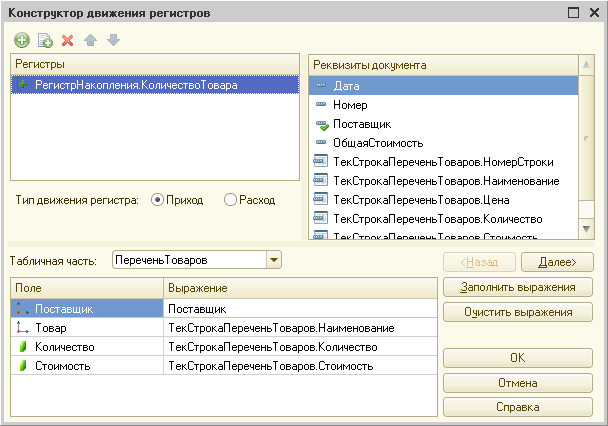 Конструктор движения регистров
Регистры
РегистрНакопления.КоличествоТовара
Тип движения регистра:
Приход
Расход
Реквизиты документа
Дата
Номер
Поставщик
ОбщаяСтоимость
ТекСтрокаПереченьТоваров.НомерСтроки
ТекСтрокаПереченьТоваров.Наименование
ТекСтрокаПереченьТоваров.Цена
ТекСтрокаПереченьТоваров.Количество
ТекСтрокаПереченьТоваров.Стоимость
Табличная часть:
ПереченьТоваров
<Назад
Далее>
Поле
Выражение
Поставщик
Поставщик
Товар
ТекСтрокаПереченьТоваров.Наименование
Количество
ТекСтрокаПереченьТоваров.Количество
Стоимость
ТекСтрокаПереченьТоваров.Стоимость
Заполнить выражения
Очистить выражения
OK
Отмена
Справка